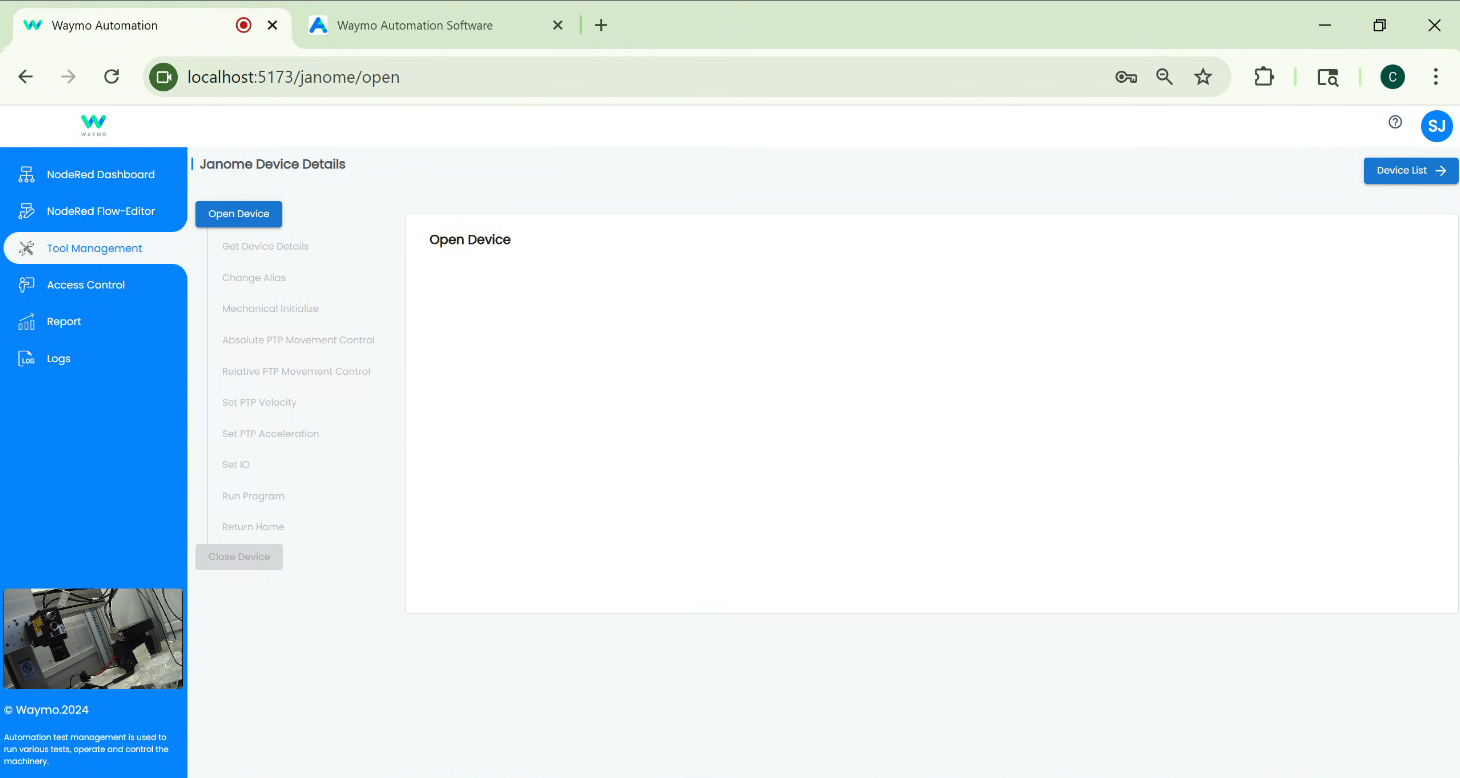 Waymo Automation
Waymo Automation Software
localhost:5173/janome/open
C
WAYMO
SJ
NodeRed Dashboard
NodeRed Flow-Editor
Tool Management
Access Control
Report
LOG
Logs
© Waymo.2024
Automation test management is used to
run various tests, operate and control the
machinery.
Janome Device Details
Device List
Open Device
Get Device Details
Change Alias
Mechanical Initialize
Absolute PTP Movement Control
Relative PTP Movement Control
Set PTP Velocity
Set PTP Acceleration
Set IO
Run Program
Return Home
Close Device
Open Device